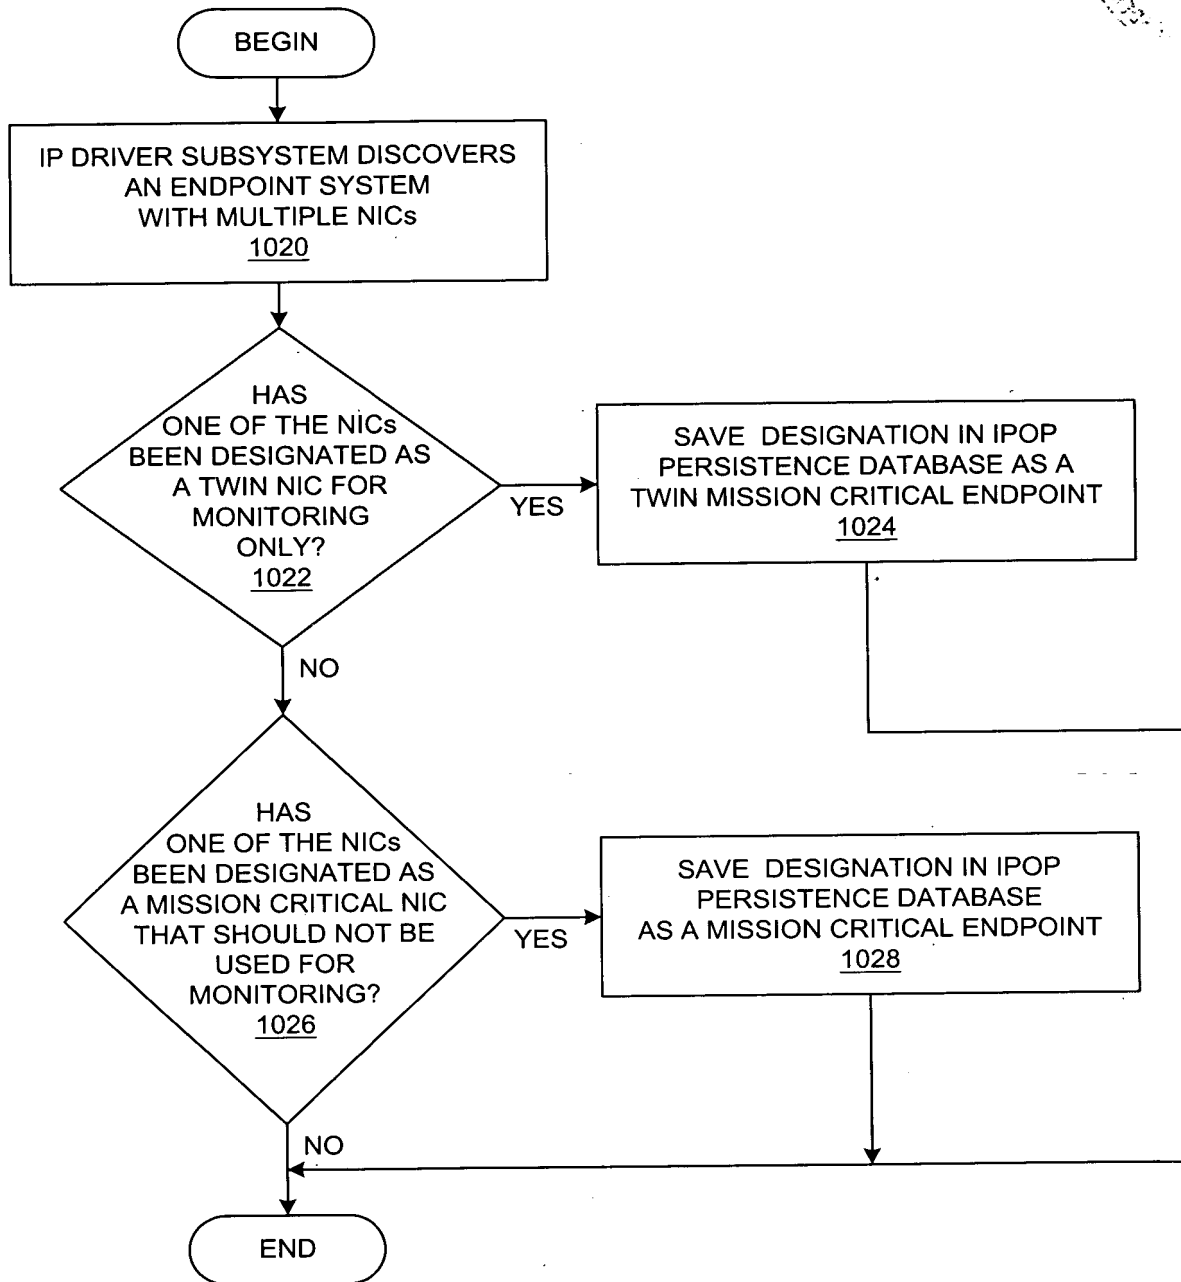 BEGIN
IP DRIVER SUBSYSTEM DISCOVERS
AN ENDPOINT SYSTEM
WITH MULTIPLE NICs
1020
HAS
ONE OF THE NICs
BEEN DESIGNATED AS
A TWIN NIC FOR
MONITORING
ONLY?
1022
YES
SAVE DESIGNATION IN IPOP
PERSISTENCE DATABASE AS A
TWIN MISSION CRITICAL ENDPOINT
1024
NO
HAS
ONE OF THE NICs
BEEN DESIGNATED AS
A MISSION CRITICAL NIC
THAT SHOULD NOT BE
USED FOR
MONITORING?
1026
YES
SAVE DESIGNATION IN IPOP
PERSISTENCE DATABASE
AS A MISSION CRITICAL ENDPOINT
1028
NO
END